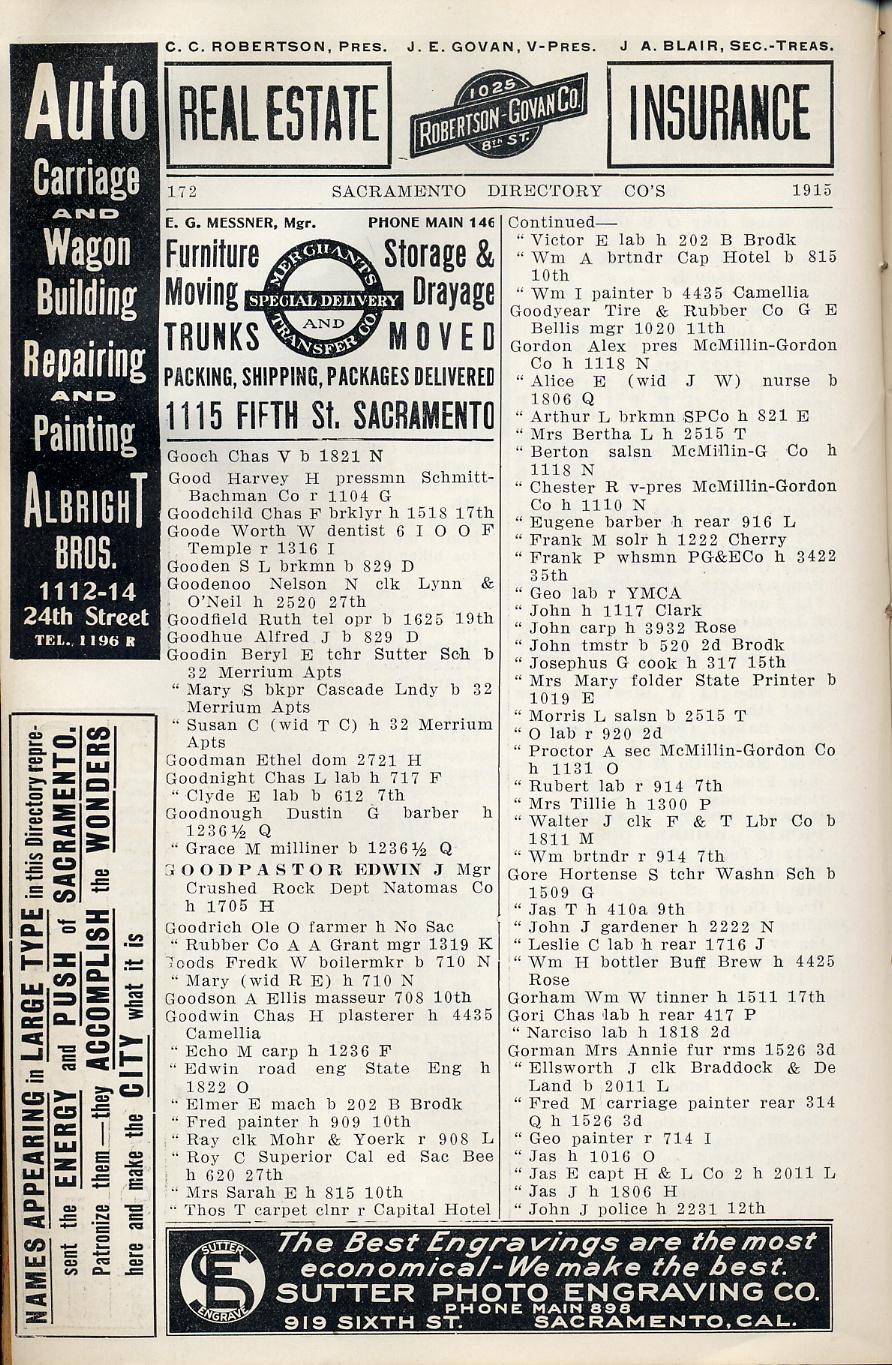 C. C. ROBERTSON, PRES. J. E. GOVAN, V-PRES. J A. BLAIR, SEC.-TREAS.
REAL ESTATE
1025
ROBERTSON-GOVAN CO.
8th ST.
INSURANCE
172 SACRAMENTO DIRECTORY CO'S 1915
Auto
Carriage
AND
Wagon
Building
Repairing
AND
Painting
ALBRIGHT
BROS.
1112-14
24th Street
TEL., 1196 R
NAMES APPEARING in LARGE TYPE in this Directory repre-
sent the ENERGY and PUSH of SACRAMENTO.
Patronize them—they ACCOMPLISH the WONDERS
here and make the CITY what it is
E. G. MESSNER, Mgr. PHONE MAIN 146
Furniture Storage &
Moving Drayage
MERCHANTS
SPECIAL DELIVERY
AND
TRANSFER CO.
TRUNKS MOVED
PACKING, SHIPPING, PACKAGES DELIVERED
1115 FIFTH St. SACRAMENTO
Gooch Chas V b 1821 N
Good Harvey H pressmn Schmitt-
Bachman Co r 1104 G
Goodchild Chas F brklyr h 1518 17th
Goode Worth W dentist 6 I O O F
Temple r 1316 I
Gooden S L brkmn b 829 D
Goodenoo Nelson N clk Lynn &
O'Neil h 2520 27th
Goodfield Ruth tel opr b 1625 19th
Goodhue Alfred J b 829 D
Goodin Beryl E tchr Sutter Sch b
32 Merrium Apts
" Mary S bkpr Cascade Lndy b 32
Merrium Apts
" Susan C (wid T C) h 32 Merrium
Apts
Goodman Ethel dom 2721 H
Goodnight Chas L lab h 717 F
" Clyde E lab b 612 7th
Goodnough Dustin G barber h
1236½ Q
" Grace M milliner b 1236½ Q
GOODPASTOR EDWIN J Mgr
Crushed Rock Dept Natomas Co
h 1705 H
Goodrich Ole O farmer h No Sac
" Rubber Co A A Grant mgr 1319 K
Goods Fredk W boilermkr b 710 N
" Mary (wid R E) h 710 N
Goodson A Ellis masseur 708 10th
Goodwin Chas H plasterer h 4435
Camellia
" Echo M carp h 1236 F
" Edwin road eng State Eng h
1822 O
" Elmer E mach b 202 B Brodk
" Fred painter h 909 10th
" Ray clk Mohr & Yoerk r 908 L
" Roy C Superior Cal ed Sac Bee
h 620 27th
" Mrs Sarah E h 815 10th
" Thos T carpet clnr r Capital Hotel
Continued—
" Victor E lab h 202 B Brodk
" Wm A brtndr Cap Hotel b 815
10th
" Wm I painter b 4435 Camellia
Goodyear Tire & Rubber Co G E
Bellis mgr 1020 11th
Gordon Alex pres McMillin-Gordon
Co h 1118 N
" Alice E (wid J W) nurse b
1806 Q
" Arthur L brkmn SPCo h 821 E
" Mrs Bertha L h 2515 T
" Berton salsn McMillin-G Co h
1118 N
" Chester R v-pres McMillin-Gordon
Co h 1110 N
" Eugene barber h rear 916 L
" Frank M solr h 1222 Cherry
" Frank P whsmn PG&ECo h 3422
35th
" Geo lab r YMCA
" John h 1117 Clark
" John carp h 3932 Rose
" John tmstr b 520 2d Brodk
" Josephus G cook h 317 15th
" Mrs Mary folder State Printer b
1019 E
" Morris L salsn b 2515 T
" O lab r 920 2d
" Proctor A sec McMillin-Gordon Co
h 1131 O
" Rubert lab r 914 7th
" Mrs Tillie h 1300 P
" Walter J clk F & T Lbr Co b
1811 M
" Wm brtndr r 914 7th
Gore Hortense S tchr Washn Sch b
1509 G
" Jas T h 410a 9th
" John J gardener h 2222 N
" Leslie C lab h rear 1716 J
" Wm H bottler Buff Brew h 4425
Rose
Gorham Wm W tinner h 1511 17th
Gori Chas lab h rear 417 P
" Narciso lab h 1818 2d
Gorman Mrs Annie fur rms 1526 3d
" Ellsworth J clk Braddock & De
Land b 2011 L
" Fred M carriage painter rear 314
Q h 1526 3d
" Geo painter r 714 I
" Jas h 1016 O
" Jas E capt H & L Co 2 h 2011 L
" Jas J h 1806 H
" John J police h 2231 12th
SUTTER
SE
ENGRAVE
The Best Engravings are the most
economical-We make the best.
SUTTER PHOTO ENGRAVING CO.
PHONE MAIN 898
919 SIXTH ST. SACRAMENTO, CAL.